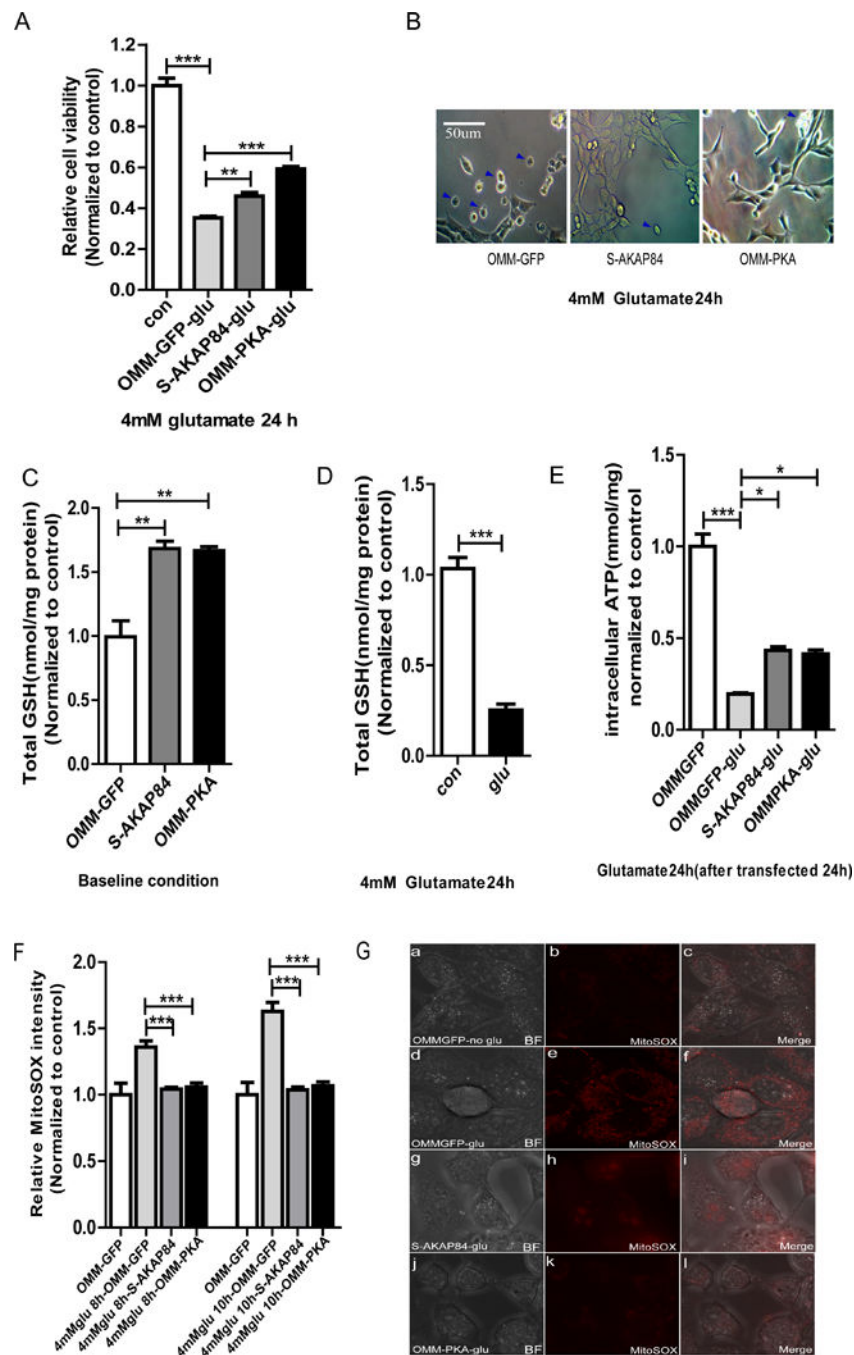 A
Relative cell viability
(Normalized to control)
1.2
1.0
0.8
0.6
0.4
0.2
0.0
***
**
***
con
OMM-GFP-glu
S-AKAP84-glu
OMM-PKA-glu
4mM glutamate 24 h
B
50um
OMM-GFP
S-AKAP84
OMM-PKA
4mM Glutamate24h
C
Total GSH(nmol/mg protein)
(Normalized to control)
2.0
1.5
1.0
0.5
0.0
**
**
OMM-GFP
S-AKAP84
OMM-PKA
Baseline condition
D
Total GSH(nmol/mg protein)
(Normalized to control)
1.5
1.0
0.5
0.0
***
con
glu
4mM Glutamate24h
E
intracellular ATP(mmol/mg)
normalized to control
1.5
1.0
0.5
0.0
*
*
***
OMMGFP
OMMGFP-glu
S-AKAP84-glu
OMMPKA-glu
Glutamate24h(after transfected 24h)
F
Relative MitoSOX intensity
(Normalized to control)
2.0
1.5
1.0
0.5
0.0
***
***
***
***
OMM-GFP
4mMglu 8h-OMM-GFP
4mMglu 8h-S-AKAP84
4mMglu 8h-OMM-PKA
OMM-GFP
4mMglu 10h-OMM-GFP
4mMglu 10h-S-AKAP84
4mMglu 10h-OMM-PKA
G
a
OMMGFP-no glu BF
b
MitoSOX
c
Merge
d
OMMGFP-glu BF
e
MitoSOX
f
Merge
g
S-AKAP84-glu BF
h
MitoSOX
i
Merge
j
OMM-PKA-glu BF
k
MitoSOX
l
Merge